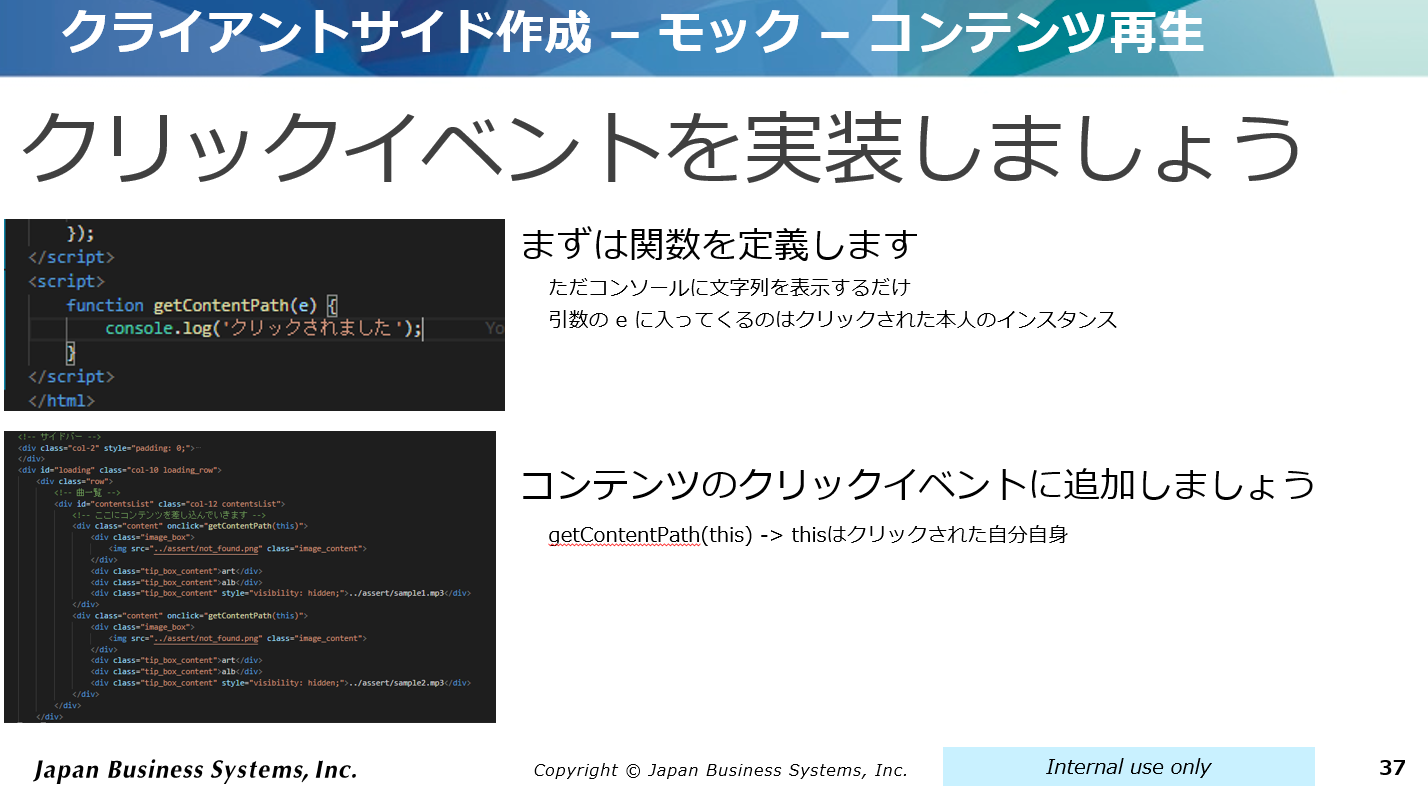 クライアントサイド作成 – モック – コンテンツ再生
クリックイベントを実装しましょう
});
</script>
<script>
function getContentPath(e) {
console.log('クリックされました');
}
</script>
</html>
まずは関数を定義します
ただコンソールに文字列を表示するだけ
引数の e に入ってくるのはクリックされた本人のインスタンス
<!-- サイドバー -->
<div class="col-2" style="padding: 0;">
</div>
<div id="loading" class="col-10 loading_row">
<div class="row">
<!-- 曲一覧 -->
<div id="contentsList" class="col-12 contentsList">
<!-- ここにコンテンツを差し込んでいきます -->
<div class="content" onclick="getContentPath(this)">
<div class="image_box">
<img src="../assert/not_found.png" class="image_content">
</div>
<div class="tip_box_content">art</div>
<div class="tip_box_content">alb</div>
<div class="tip_box_content" style="visibility: hidden;">../assert/sample1.mp3</div>
</div>
<div class="content" onclick="getContentPath(this)">
<div class="image_box">
<img src="../assert/not_found.png" class="image_content">
</div>
<div class="tip_box_content">art</div>
<div class="tip_box_content">alb</div>
<div class="tip_box_content" style="visibility: hidden;">../assert/sample2.mp3</div>
</div>
</div>
</div>
コンテンツのクリックイベントに追加しましょう
getContentPath(this) -> thisはクリックされた自分自身
Japan Business Systems, Inc.
Copyright © Japan Business Systems, Inc.
Internal use only
37